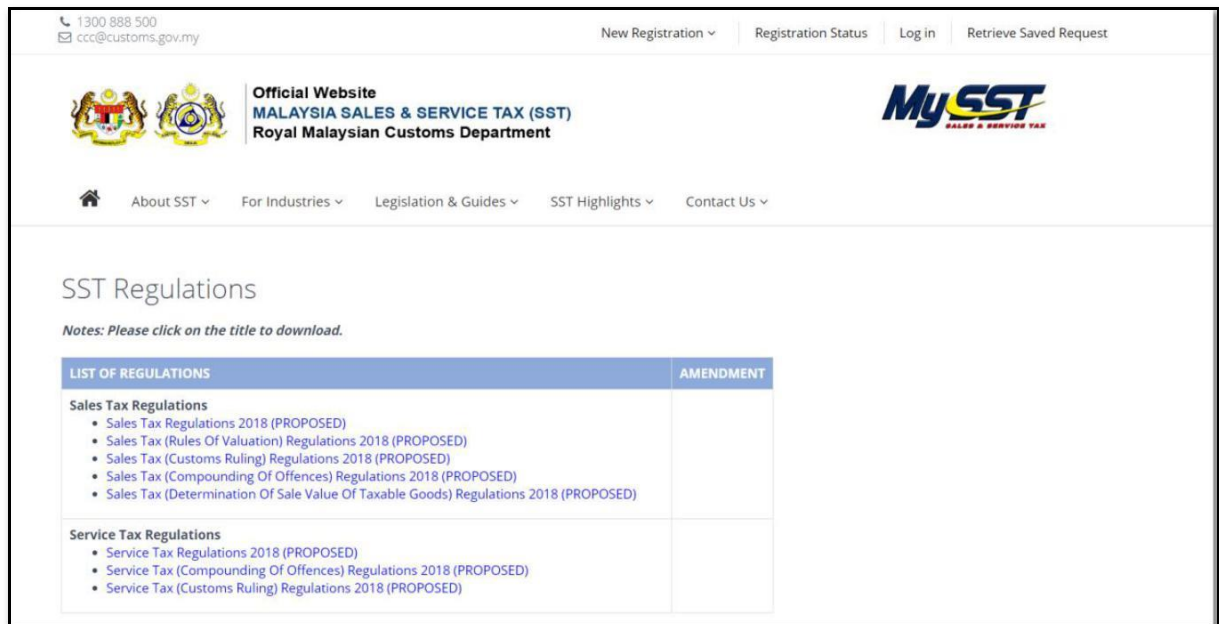 1300 888 500
ccc@customs.gov.my
New Registration
Registration Status
Log in
Retrieve Saved Request
Official Website
MALAYSIA SALES & SERVICE TAX (SST)
Royal Malaysian Customs Department
MySST
SALES & SERVICE TAX
About SST
For Industries
Legislation & Guides
SST Highlights
Contact Us
SST Regulations
Notes: Please click on the title to download.
LIST OF REGULATIONS
AMENDMENT
Sales Tax Regulations
Sales Tax Regulations 2018 (PROPOSED)
Sales Tax (Rules Of Valuation) Regulations 2018 (PROPOSED)
Sales Tax (Customs Ruling) Regulations 2018 (PROPOSED)
Sales Tax (Compounding Of Offences) Regulations 2018 (PROPOSED)
Sales Tax (Determination Of Sale Value Of Taxable Goods) Regulations 2018 (PROPOSED)
Service Tax Regulations
Service Tax Regulations 2018 (PROPOSED)
Service Tax (Compounding Of Offences) Regulations 2018 (PROPOSED)
Service Tax (Customs Ruling) Regulations 2018 (PROPOSED)